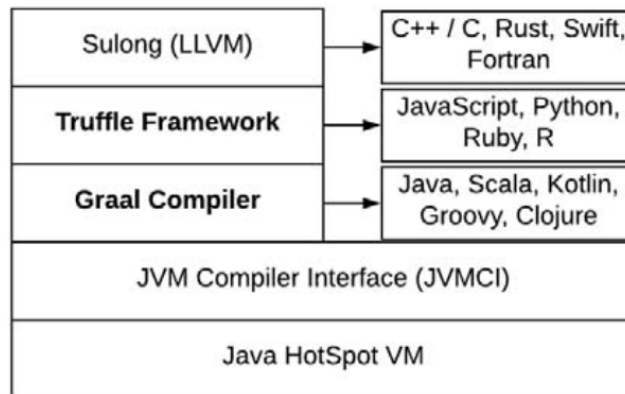 Sulong (LLVM)
C++ / C, Rust, Swift,
Fortran
Truffle Framework
JavaScript, Python,
Ruby, R
Graal Compiler
Java, Scala, Kotlin,
Groovy, Clojure
JVM Compiler Interface (JVMCI)
Java HotSpot VM